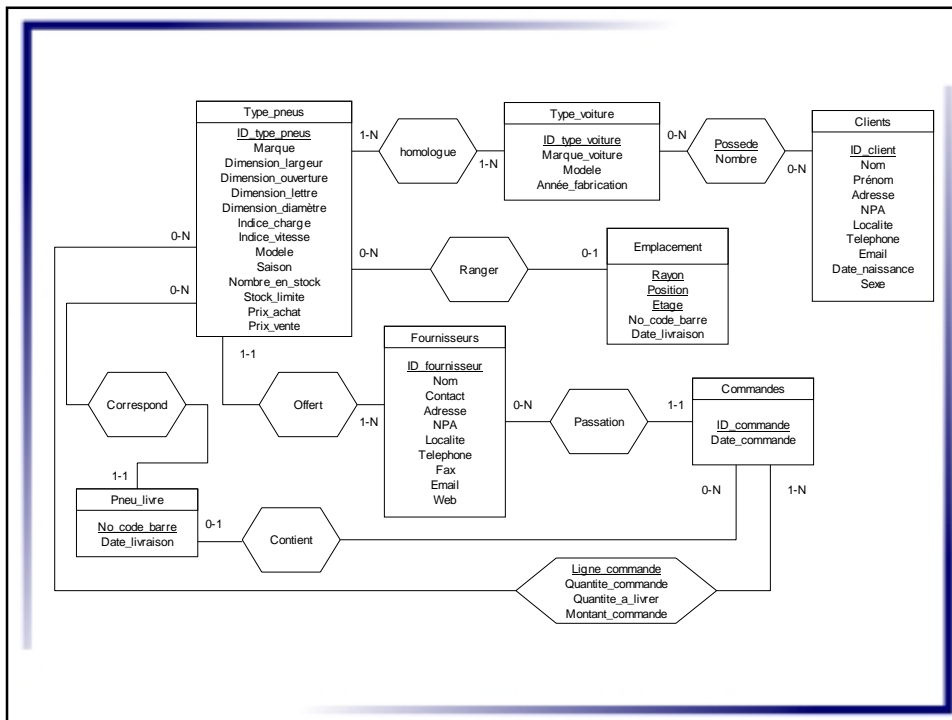 Type_pneus
ID_type_pneus
Marque
Dimension_largeur
Dimension_ouverture
Dimension_lettre
Dimension_diamètre
Indice_charge
Indice_vitesse
Modele
Saison
Nombre_en_stock
Stock_limite
Prix_achat
Prix_vente
1-N
homologue
1-N
Type_voiture
ID_type_voiture
Marque_voiture
Modele
Année_fabrication
0-N
Possede
Nombre
0-N
Clients
ID_client
Nom
Prénom
Adresse
NPA
Localite
Telephone
Email
Date_naissance
Sexe
0-N
0-N
0-N
Ranger
0-1
Emplacement
Rayon
Position
Etage
No_code_barre
Date_livraison
1-1
Offert
1-N
Fournisseurs
ID_fournisseur
Nom
Contact
Adresse
NPA
Localite
Telephone
Fax
Email
Web
0-N
Passation
1-1
Commandes
ID_commande
Date_commande
0-N
1-N
Correspond
1-1
Pneu_livre
No_code_barre
Date_livraison
0-1
Contient
Ligne_commande
Quantite_commande
Quantite_a_livrer
Montant_commande